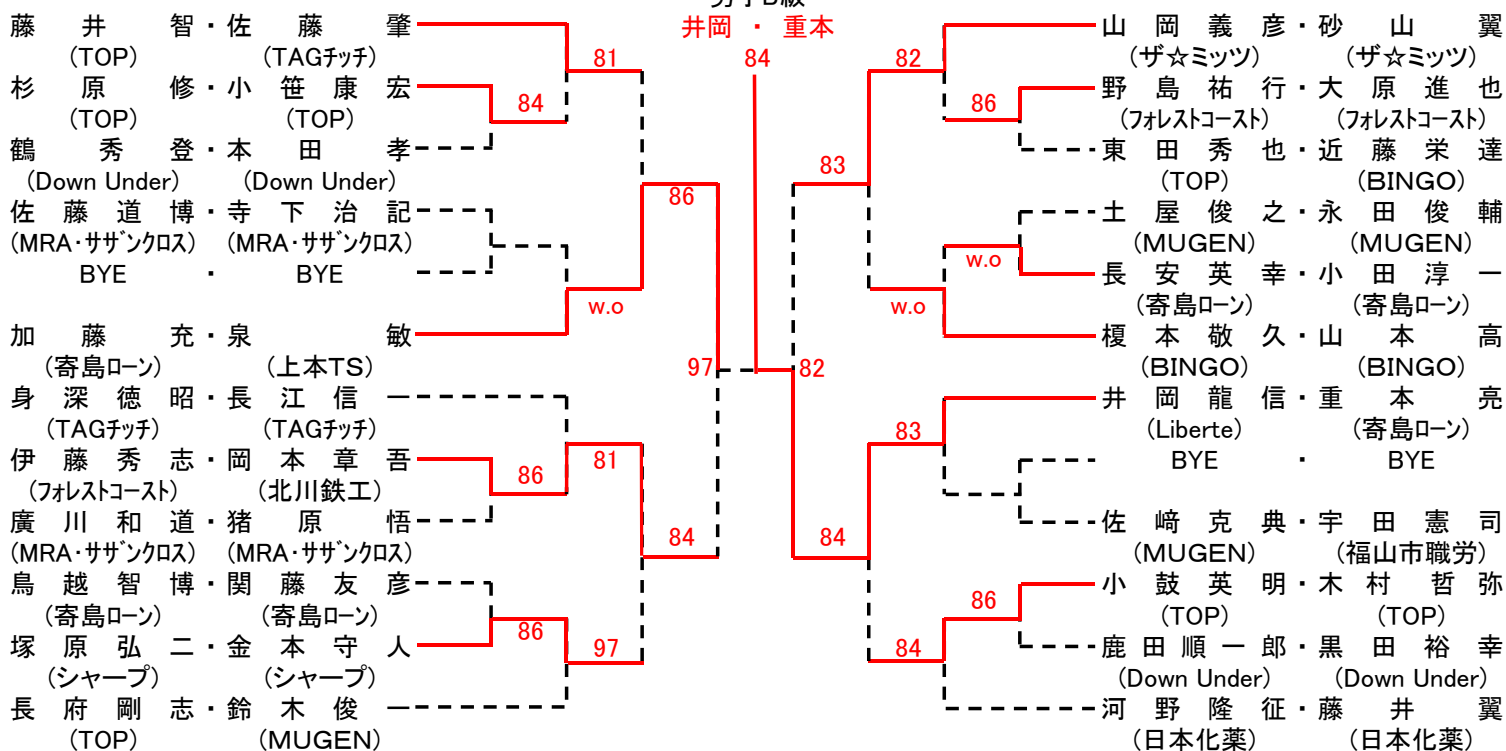 男子B級
井岡 ・ 重本
84
藤井智・佐藤肇
(TOP) (TAGチッチ)
81
杉原修・小笹康宏
(TOP) (TOP)
84
鶴秀登・本田孝
(Down Under) (Down Under)
86
佐藤道博・寺下治記
(MRA・サザンクロス) (MRA・サザンクロス)
BYE ・ BYE
w.o
加藤充・泉敏
(寄島ローン) (上本TS)
97
身深徳昭・長江信一
(TAGチッチ) (TAGチッチ)
伊藤秀志・岡本章吾
(フォレストコースト) (北川鉄工)
86
81
廣川和道・猪原悟
(MRA・サザンクロス) (MRA・サザンクロス)
84
鳥越智博・関藤友彦
(寄島ローン) (寄島ローン)
塚原弘二・金本守人
(シャープ) (シャープ)
86
97
長府剛志・鈴木俊一
(TOP) (MUGEN)
山岡義彦・砂山翼
(ザ☆ミッツ) (ザ☆ミッツ)
82
野島祐行・大原進也
(フォレストコースト) (フォレストコースト)
86
東田秀也・近藤栄達
(TOP) (BINGO)
83
土屋俊之・永田俊輔
(MUGEN) (MUGEN)
w.o
長安英幸・小田淳一
(寄島ローン) (寄島ローン)
w.o
榎本敬久・山本高
(BINGO) (BINGO)
82
井岡龍信・重本亮
(Liberte) (寄島ローン)
83
BYE ・ BYE
佐﨑克典・宇田憲司
(MUGEN) (福山市職労)
84
小鼓英明・木村哲弥
(TOP) (TOP)
86
鹿田順一郎・黒田裕幸
(Down Under) (Down Under)
84
河野隆征・藤井翼
(日本化薬) (日本化薬)